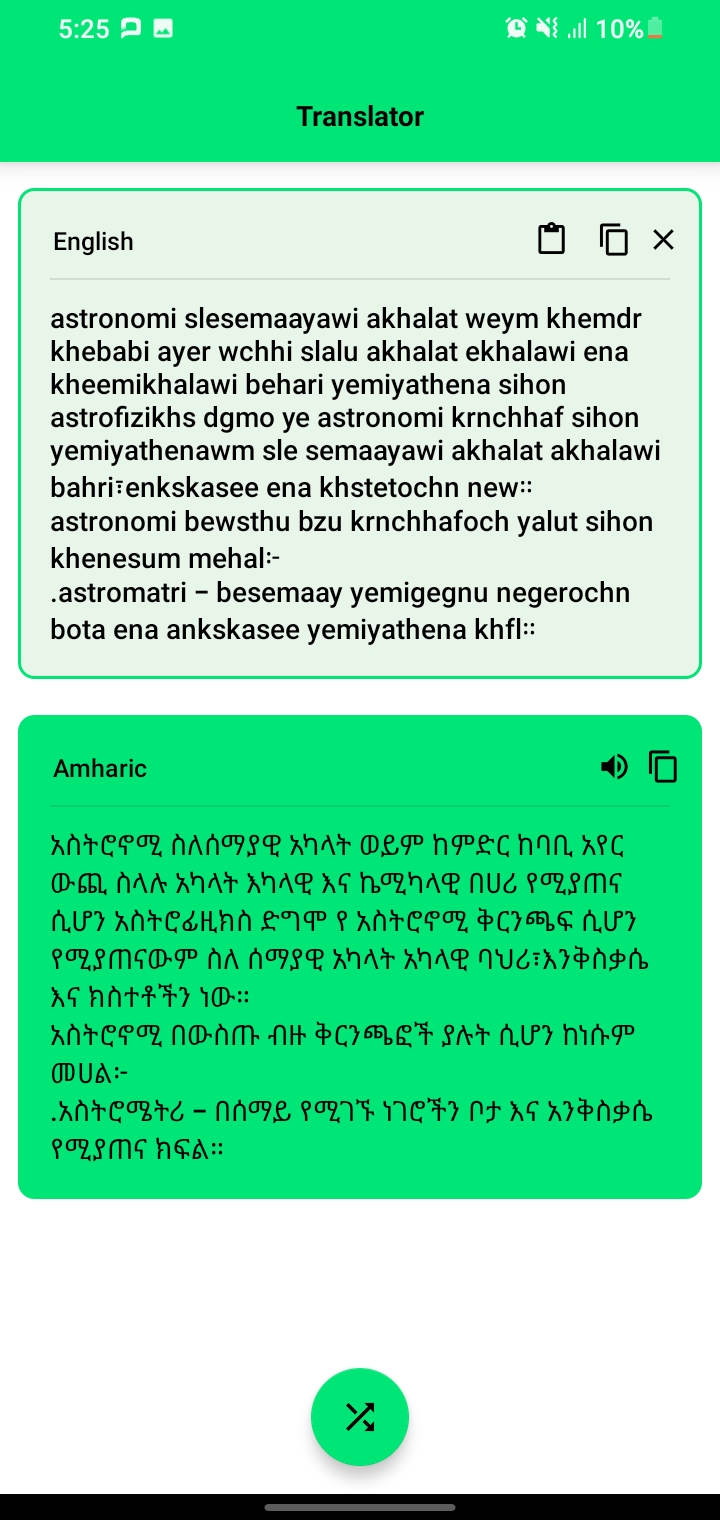 5:25
10%
Translator
English
astronomi slesemaayawi akhalat weym khemdr
khebabi ayer wchhi slalu akhalat ekhalawi ena
kheemikhalawi behari yemiyathena sihon
astrofizikhs dgmo ye astronomi krnchhaf sihon
yemiyathenawm sle semaayawi akhalat akhalawi
bahri፣enkskasee ena khstetochn new።
astronomi bewsthu bzu krnchhafoch yalut sihon
khenesum mehal፦
.astromatri – besemaay yemigegnu negerochn
bota ena ankskasee yemiyathena khfl።
Amharic
አስትሮኖሚ ስለሰማያዊ አካላት ወይም ከምድር ከባቢ አየር
ውጪ ስላሉ አካላት እካላዊ እና ኬሚካላዊ በሀሪ የሚያጠና
ሲሆን አስትሮፊዚክስ ድግሞ የ አስትሮኖሚ ቅርንጫፍ ሲሆን
የሚያጠናውም ስለ ሰማያዊ አካላት አካላዊ ባህሪ፣እንቅስቃሴ
እና ክስተቶችን ነው።
አስትሮኖሚ በውስጡ ብዙ ቅርንጫፎች ያሉት ሲሆን ከነሱም
መሀል፦
.አስትሮሜትሪ – በሰማይ የሚገኙ ነገሮችን ቦታ እና አንቅስቃሴ
የሚያጠና ክፍል።